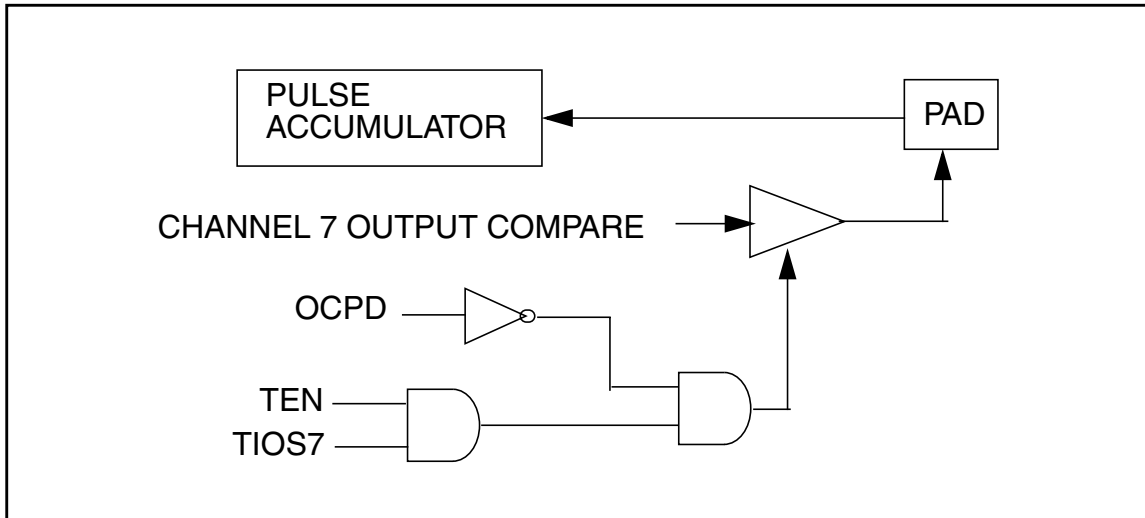 PULSE
ACCUMULATOR
PAD
CHANNEL 7 OUTPUT COMPARE
OCPD
TEN
TIOS7